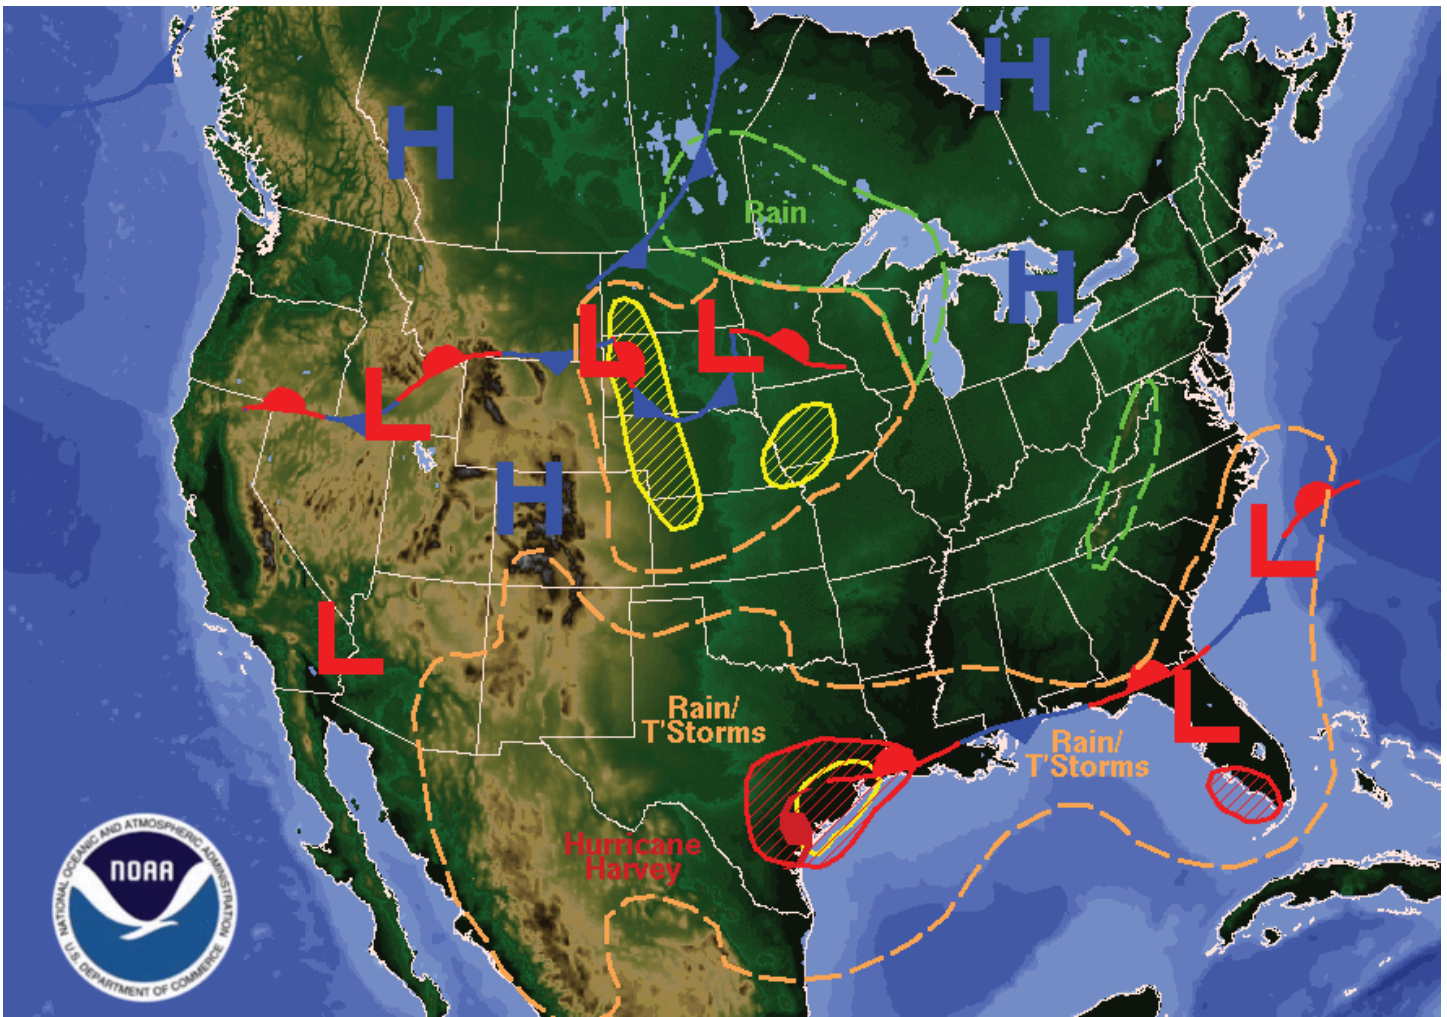 H
H
Rain
H
L
L
L
H
L
L
Rain/
T'Storms
L
Rain/
T'Storms
Hurricane
Harvey
NATIONAL OCEANIC AND ATMOSPHERIC ADMINISTRATION
NOAA
U.S. DEPARTMENT OF COMMERCE